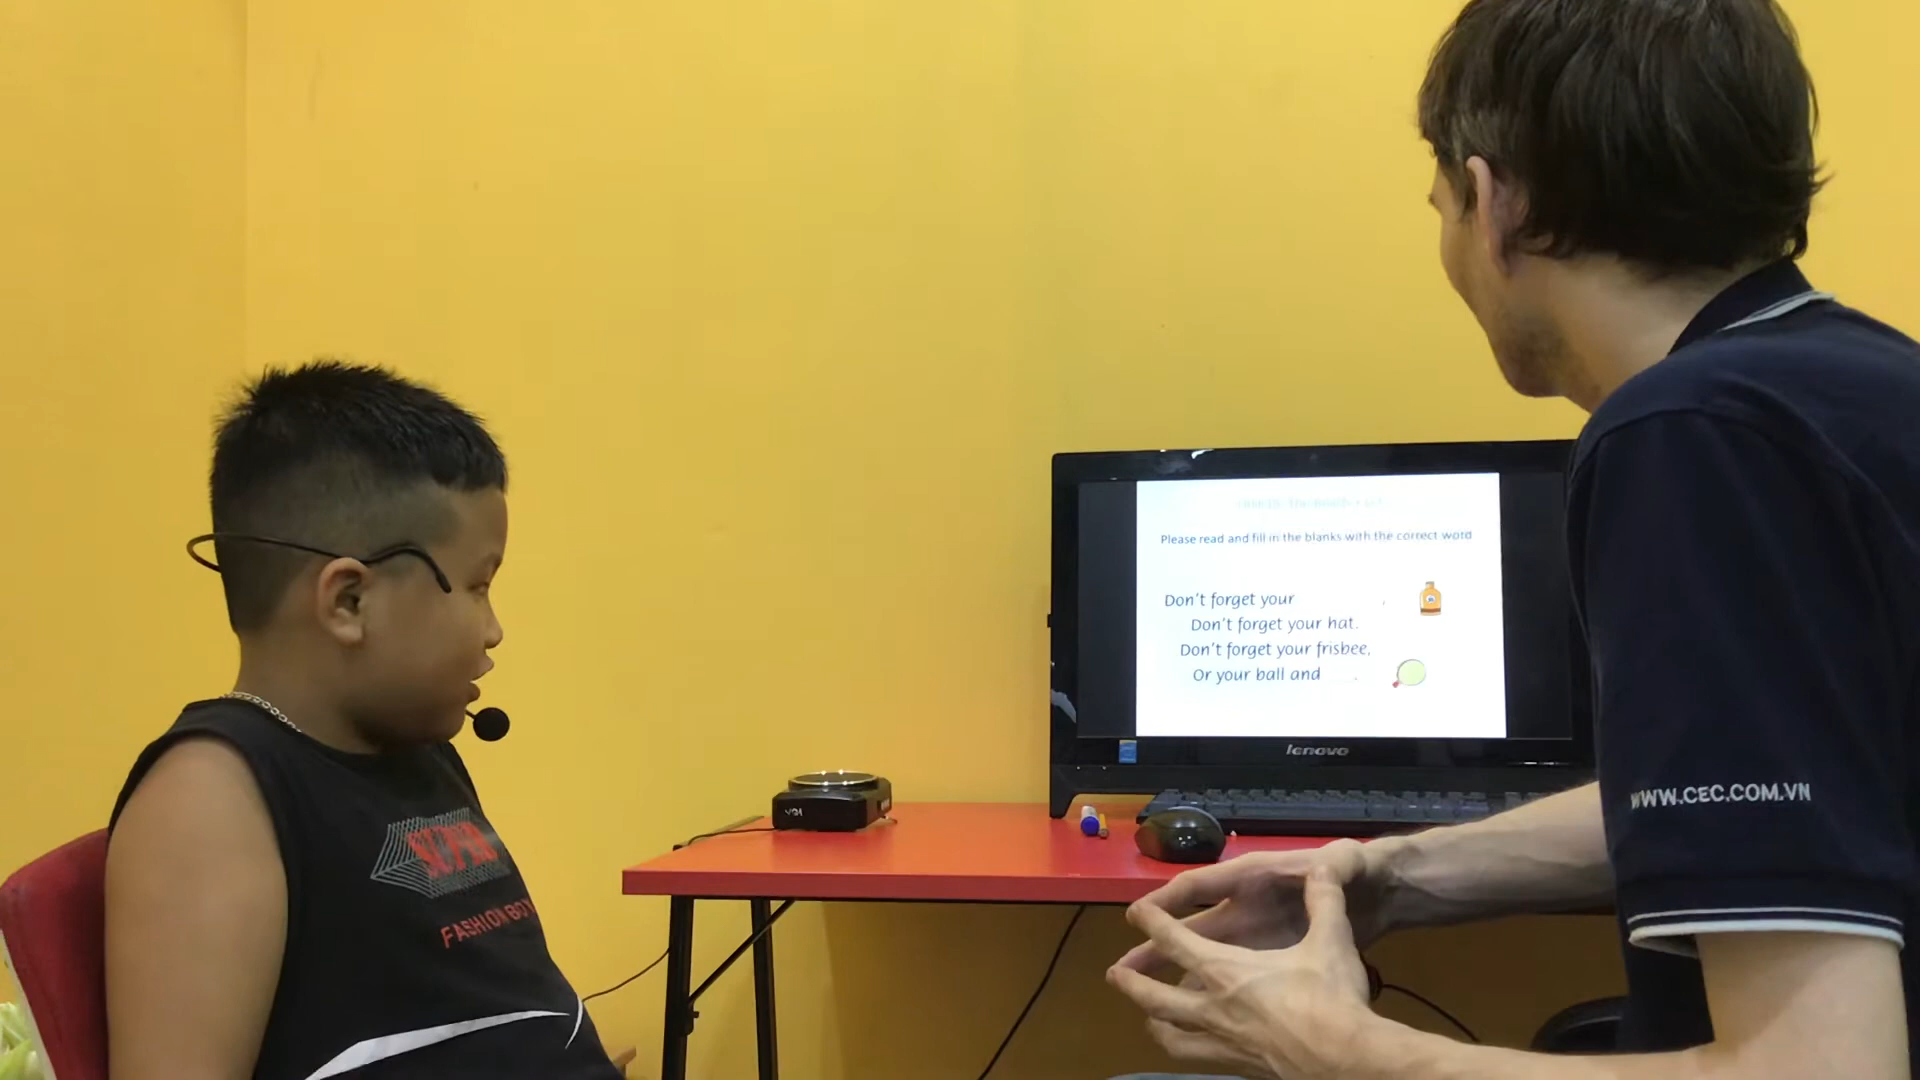 Please read and fill in the blanks with the correct word
Don't forget your
Don't forget your hat.
Don't forget your frisbee,
Or your ball and
lenovo
WWW.CEC.COM.VN
FASHION BOY